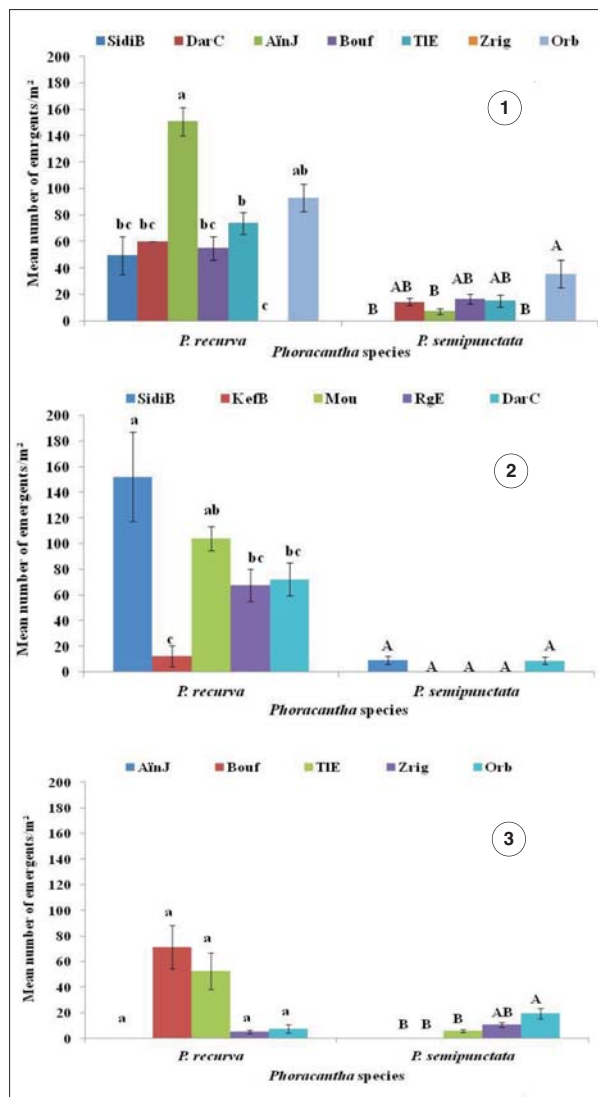 SidiB DarC AïnJ Bouf TlE Zrig Orb
Mean number of emrgents/m²
200
180
160
140
120
100
80
60
40
20
0
1
bc bc a bc b c ab
B AB B AB AB B A
P. recurva P. semipunctata
Phoracantha species
SidiB KefB Mou RgE DarC
Mean number of emergents/m²
200
180
160
140
120
100
80
60
40
20
0
2
a c ab bc bc
A A A A A
P. recurva P. semipunctata
Phoracantha species
AïnJ Bouf TlE Zrig Orb
Mean number of emergents/m²
200
180
160
140
120
100
80
60
40
20
0
3
a a a a a
B B B AB A
P. recurva P. semipunctata
Phoracantha species